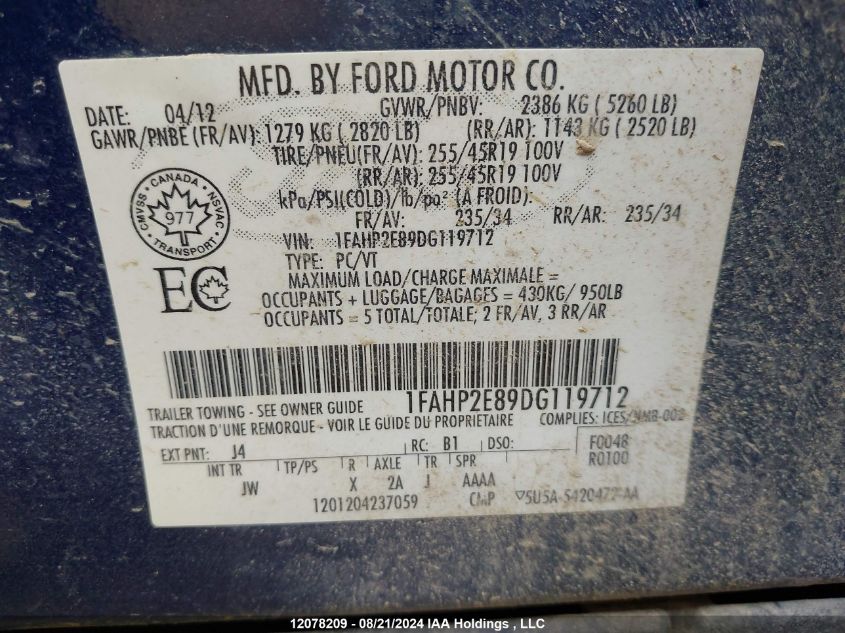 MFD. BY FORD MOTOR CO.
DATE: 04/12 GVWR/PNBV: 2386 KG ( 5260 LB)
GAWR/PNBE (FR/AV): 1279 KG ( 2820 LB) (RR/AR): 1143 KG ( 2520 LB)
TIRE/PNEU(FR/AV): 255/45R19 100V
(RR/AR): 255/45R19 100V
kPa/PSI(COLD)/lb/po² (A FROID):
FR/AV: 235/34 RR/AR: 235/34
VIN: 1FAHP2E89DG119712
TYPE: PC/VT
MAXIMUM LOAD/CHARGE MAXIMALE =
OCCUPANTS + LUGGAGE/BAGAGES = 430KG/ 950LB
OCCUPANTS = 5 TOTAL/TOTALE; 2 FR/AV, 3 RR/AR
CMVSS • CANADA • NSVAC
977
TRANSPORT
EC
1FAHP2E89DG119712
TRAILER TOWING - SEE OWNER GUIDE COMPLIES: ICES/NMB-002
TRACTION D'UNE REMORQUE - VOIR LE GUIDE DU PROPRIETAIRE
EXT PNT: J4 RC: B1 DSO: F0048
INT TR TP/PS R AXLE TR SPR R0100
JW X 2A J AAAA
1201204237059 CMP 5U5A-5420472-AA
12078209 - 08/21/2024 IAA Holdings , LLC